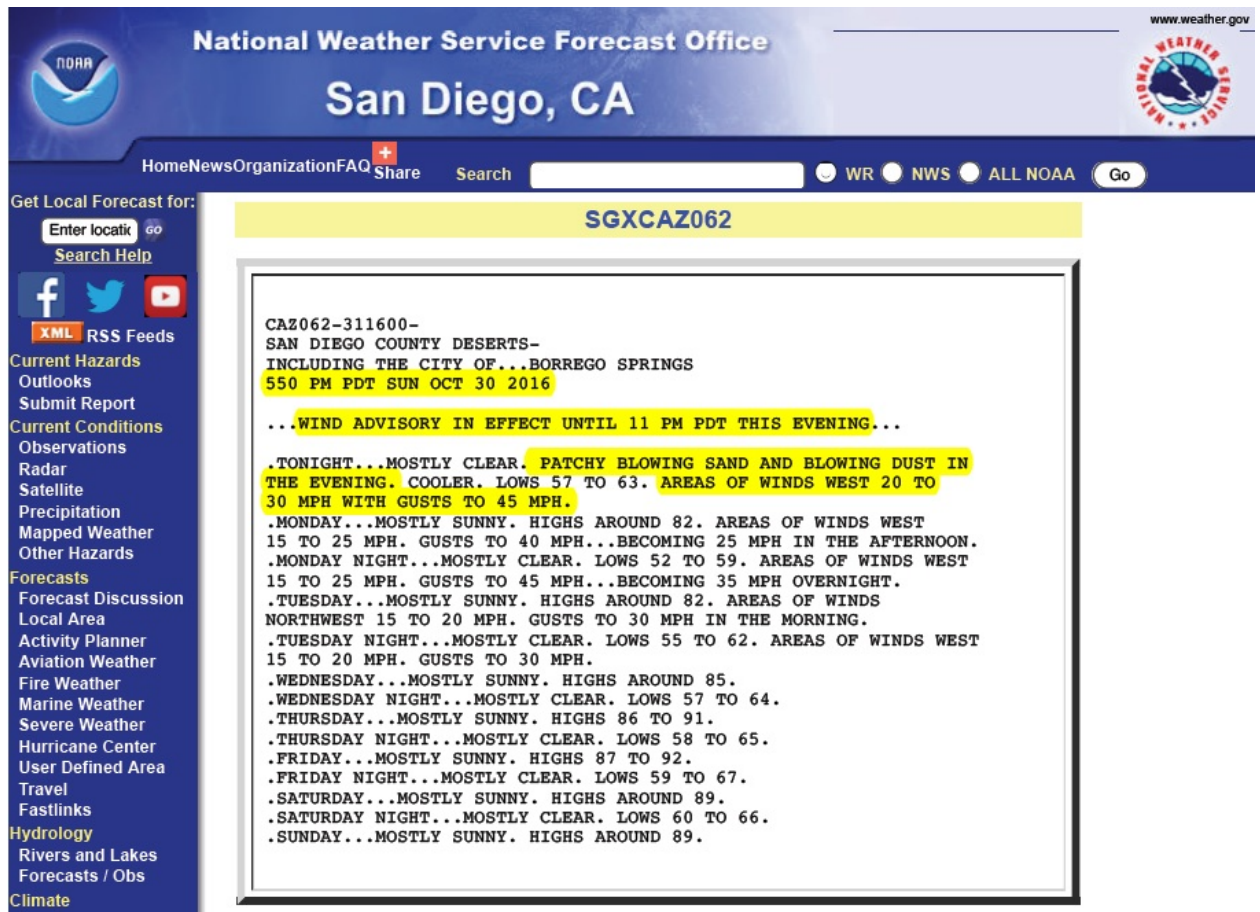 www.weather.gov
National Weather Service Forecast Office
NOAA
San Diego, CA
NATIONAL WEATHER SERVICE
HomeNewsOrganizationFAQ
+
Share
Search
WR
NWS
ALL NOAA
Go
Get Local Forecast for:
Enter locatic
GO
Search Help
XML RSS Feeds
Current Hazards
Outlooks
Submit Report
Current Conditions
Observations
Radar
Satellite
Precipitation
Mapped Weather
Other Hazards
Forecasts
Forecast Discussion
Local Area
Activity Planner
Aviation Weather
Fire Weather
Marine Weather
Severe Weather
Hurricane Center
User Defined Area
Travel
Fastlinks
Hydrology
Rivers and Lakes
Forecasts / Obs
Climate
SGXCAZ062
CAZ062-311600-
SAN DIEGO COUNTY DESERTS-
INCLUDING THE CITY OF...BORREGO SPRINGS
550 PM PDT SUN OCT 30 2016
...WIND ADVISORY IN EFFECT UNTIL 11 PM PDT THIS EVENING...
.TONIGHT...MOSTLY CLEAR. PATCHY BLOWING SAND AND BLOWING DUST IN
THE EVENING. COOLER. LOWS 57 TO 63. AREAS OF WINDS WEST 20 TO
30 MPH WITH GUSTS TO 45 MPH.
.MONDAY...MOSTLY SUNNY. HIGHS AROUND 82. AREAS OF WINDS WEST
15 TO 25 MPH. GUSTS TO 40 MPH...BECOMING 25 MPH IN THE AFTERNOON.
.MONDAY NIGHT...MOSTLY CLEAR. LOWS 52 TO 59. AREAS OF WINDS WEST
15 TO 25 MPH. GUSTS TO 45 MPH...BECOMING 35 MPH OVERNIGHT.
.TUESDAY...MOSTLY SUNNY. HIGHS AROUND 82. AREAS OF WINDS
NORTHWEST 15 TO 20 MPH. GUSTS TO 30 MPH IN THE MORNING.
.TUESDAY NIGHT...MOSTLY CLEAR. LOWS 55 TO 62. AREAS OF WINDS WEST
15 TO 20 MPH. GUSTS TO 30 MPH.
.WEDNESDAY...MOSTLY SUNNY. HIGHS AROUND 85.
.WEDNESDAY NIGHT...MOSTLY CLEAR. LOWS 57 TO 64.
.THURSDAY...MOSTLY SUNNY. HIGHS 86 TO 91.
.THURSDAY NIGHT...MOSTLY CLEAR. LOWS 58 TO 65.
.FRIDAY...MOSTLY SUNNY. HIGHS 87 TO 92.
.FRIDAY NIGHT...MOSTLY CLEAR. LOWS 59 TO 67.
.SATURDAY...MOSTLY SUNNY. HIGHS AROUND 89.
.SATURDAY NIGHT...MOSTLY CLEAR. LOWS 60 TO 66.
.SUNDAY...MOSTLY SUNNY. HIGHS AROUND 89.